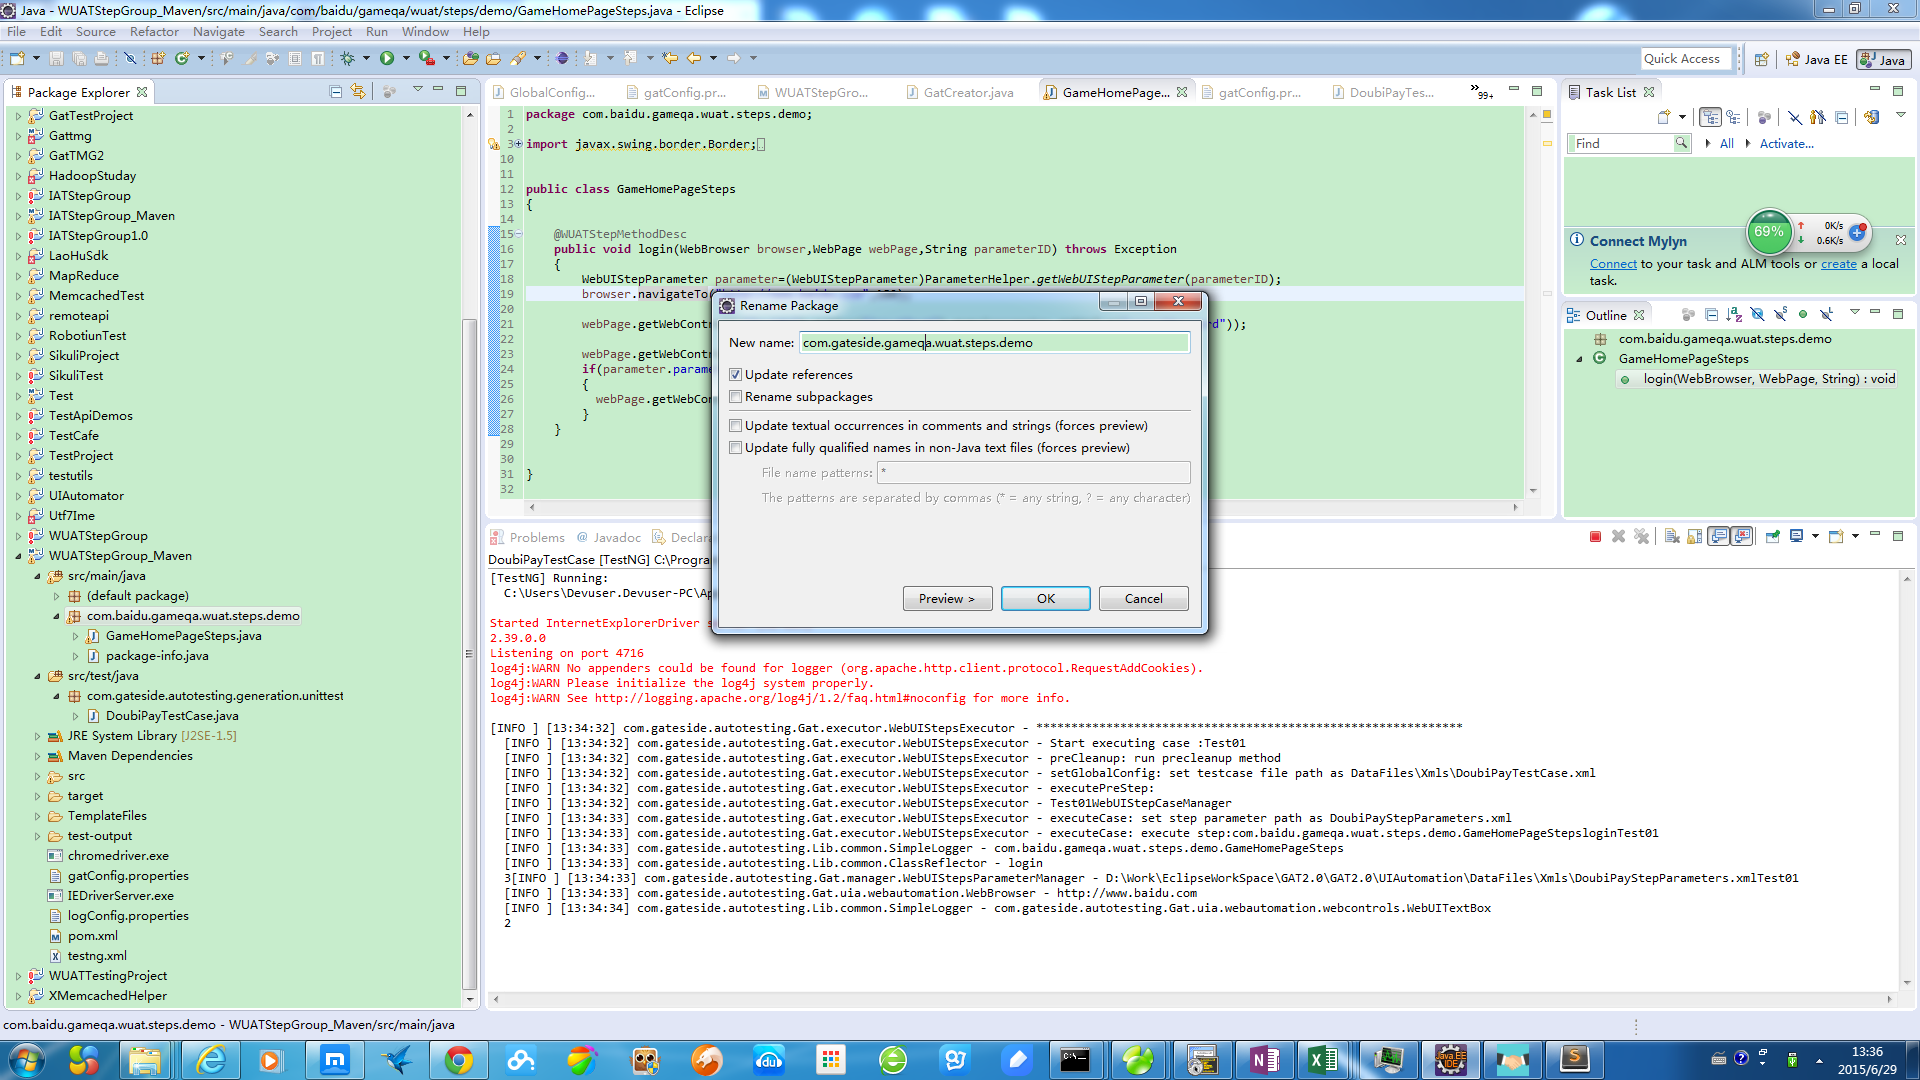 Java - WUATStepGroup_Maven/src/main/java/com/baidu/gameqa/wuat/steps/demo/GameHomePageSteps.java - Eclipse
File Edit Source Refactor Navigate Search Project Run Window Help
Quick Access
Java EE
Java
Package Explorer
GatTestProject
Gattmg
GatTMG2
HadoopStuday
IATStepGroup
IATStepGroup_Maven
IATStepGroup1.0
LaoHuSdk
MapReduce
MemcachedTest
remoteapi
RobotiunTest
SikuliProject
SikuliTest
Test
TestApiDemos
TestCafe
TestProject
testutils
UIAutomator
Utf7Ime
WUATStepGroup
WUATStepGroup_Maven
src/main/java
(default package)
com.baidu.gameqa.wuat.steps.demo
GameHomePageSteps.java
package-info.java
src/test/java
com.gateside.autotesting.generation.unittest
DoubiPayTestCase.java
JRE System Library [J2SE-1.5]
Maven Dependencies
src
target
TemplateFiles
test-output
chromedriver.exe
gatConfig.properties
IEDriverServer.exe
logConfig.properties
pom.xml
testng.xml
WUATTestingProject
XMemcachedHelper
GlobalConfig... gatConfig.pr... WUATStepGro... GatCreator.java GameHomePage... gatConfig.pr... DoubiPayTes... 99+
1 package com.baidu.gameqa.wuat.steps.demo;
2
3 import javax.swing.border.Border;
10
11
12 public class GameHomePageSteps
13 {
14
15 @WUATStepMethodDesc
16 public void login(WebBrowser browser,WebPage webPage,String parameterID) throws Exception
17 {
18 WebUIStepParameter parameter=(WebUIStepParameter)ParameterHelper.getWebUIStepParameter(parameterID);
19 browser.navigateTo(
20
21 webPage.getWebContr d"));
22
23 webPage.getWebContr
24 if(parameter.parame
25 {
26 webPage.getWebCon
27 }
28 }
29
30
31 }
32
Rename Package
New name: com.gateside.gameqa.wuat.steps.demo
Update references
Rename subpackages
Update textual occurrences in comments and strings (forces preview)
Update fully qualified names in non-Java text files (forces preview)
File name patterns: *
The patterns are separated by commas (* = any string, ? = any character)
Preview >
OK
Cancel
Task List
Find
All
Activate...
69%
0K/s
0.6K/s
Connect Mylyn
Connect to your task and ALM tools or create a local
task.
Outline
com.baidu.gameqa.wuat.steps.demo
GameHomePageSteps
login(WebBrowser, WebPage, String) : void
Problems @ Javadoc Declara
DoubiPayTestCase [TestNG] C:\Progra
[TestNG] Running:
C:\Users\Devuser.Devuser-PC\Ap
Started InternetExplorerDriver s
2.39.0.0
Listening on port 4716
log4j:WARN No appenders could be found for logger (org.apache.http.client.protocol.RequestAddCookies).
log4j:WARN Please initialize the log4j system properly.
log4j:WARN See http://logging.apache.org/log4j/1.2/faq.html#noconfig for more info.
[INFO ] [13:34:32] com.gateside.autotesting.Gat.executor.WebUIStepsExecutor - *************************************************************
[INFO ] [13:34:32] com.gateside.autotesting.Gat.executor.WebUIStepsExecutor - Start executing case :Test01
[INFO ] [13:34:32] com.gateside.autotesting.Gat.executor.WebUIStepsExecutor - preCleanup: run precleanup method
[INFO ] [13:34:32] com.gateside.autotesting.Gat.executor.WebUIStepsExecutor - setGlobalConfig: set testcase file path as DataFiles\Xmls\DoubiPayTestCase.xml
[INFO ] [13:34:32] com.gateside.autotesting.Gat.executor.WebUIStepsExecutor - executePreStep:
[INFO ] [13:34:32] com.gateside.autotesting.Gat.executor.WebUIStepsExecutor - Test01WebUIStepCaseManager
[INFO ] [13:34:33] com.gateside.autotesting.Gat.executor.WebUIStepsExecutor - executeCase: set step parameter path as DoubiPayStepParameters.xml
[INFO ] [13:34:33] com.gateside.autotesting.Gat.executor.WebUIStepsExecutor - executeCase: execute step:com.baidu.gameqa.wuat.steps.demo.GameHomePageStepsloginTest01
[INFO ] [13:34:33] com.gateside.autotesting.Lib.common.SimpleLogger - com.baidu.gameqa.wuat.steps.demo.GameHomePageSteps
[INFO ] [13:34:33] com.gateside.autotesting.Lib.common.ClassReflector - login
3[INFO ] [13:34:33] com.gateside.autotesting.Gat.manager.WebUIStepsParameterManager - D:\Work\EclipseWorkSpace\GAT2.0\GAT2.0\UIAutomation\DataFiles\Xmls\DoubiPayStepParameters.xmlTest01
[INFO ] [13:34:33] com.gateside.autotesting.Gat.uia.webautomation.WebBrowser - http://www.baidu.com
[INFO ] [13:34:34] com.gateside.autotesting.Lib.common.SimpleLogger - com.gateside.autotesting.Gat.uia.webautomation.webcontrols.WebUITextBox
2
com.baidu.gameqa.wuat.steps.demo - WUATStepGroup_Maven/src/main/java
13:36
2015/6/29